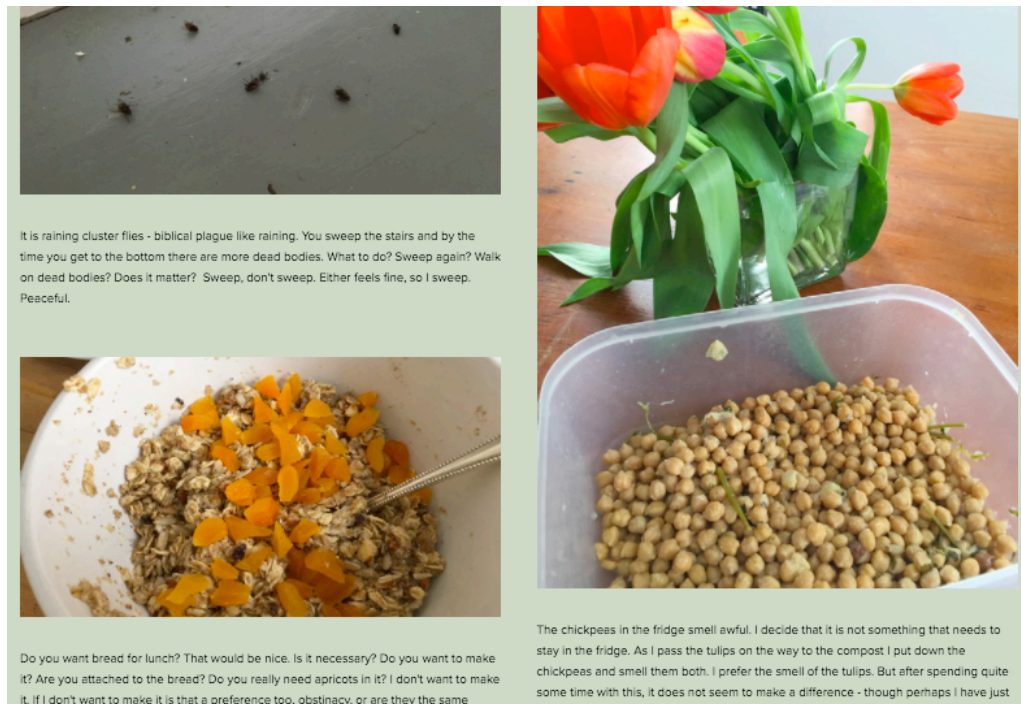 It is raining cluster flies - biblical plague like raining. You sweep the stairs and by the
time you get to the bottom there are more dead bodies. What to do? Sweep again? Walk
on dead bodies? Does it matter?  Sweep, don't sweep. Either feels fine, so I sweep.
Peaceful.
Do you want bread for lunch? That would be nice. Is it necessary? Do you want to make
it? Are you attached to the bread? Do you really need apricots in it? I don't want to make
it. If I don't want to make it is that a preference too, obstinacy, or are they the same
The chickpeas in the fridge smell awful. I decide that it is not something that needs to
stay in the fridge. As I pass the tulips on the way to the compost I put down the
chickpeas and smell them both. I prefer the smell of the tulips. But after spending quite
some time with this, it does not seem to make a difference - though perhaps I have just